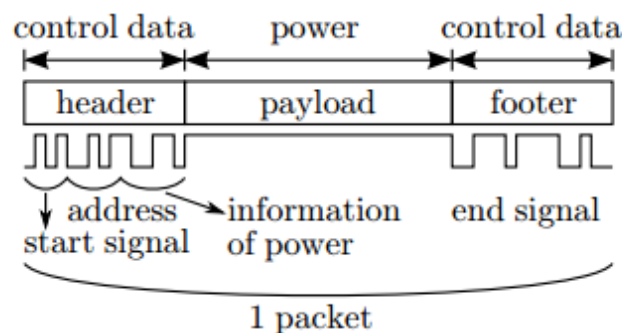 control data power control data
header payload footer
address information end signal
start signal of power
1 packet